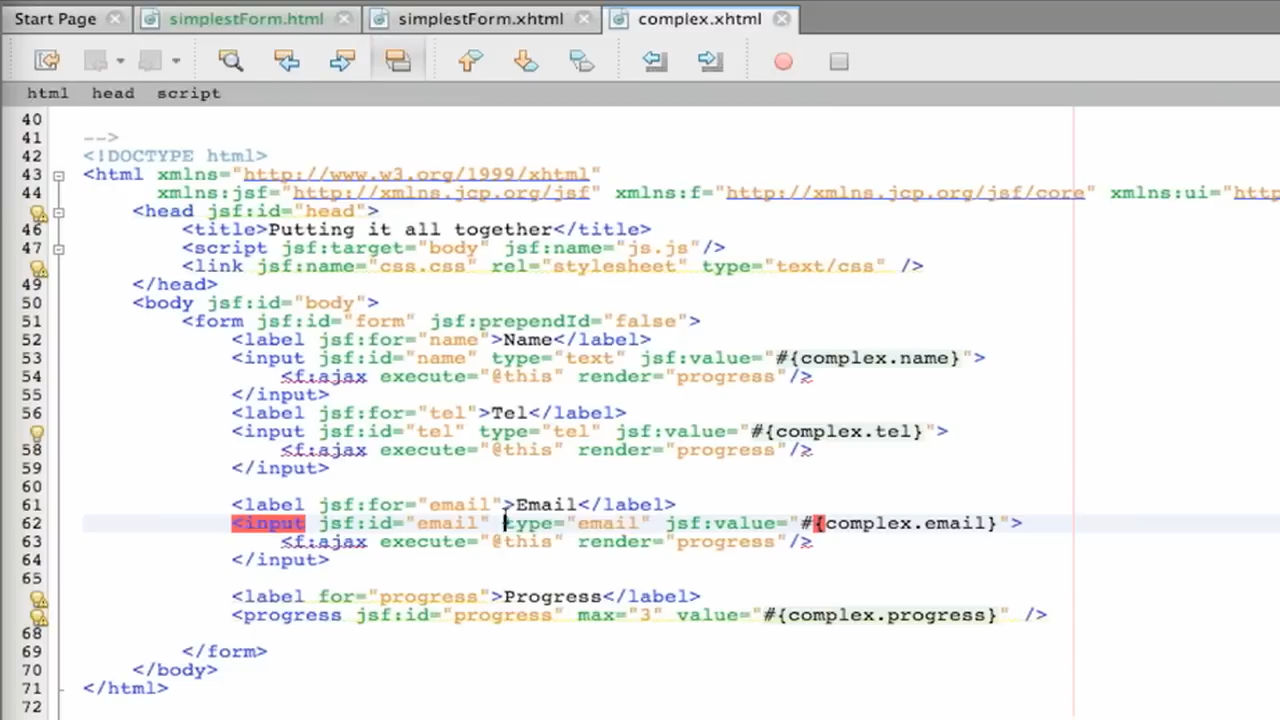 Start Page simplestForm.html simplestForm.xhtml complex.xhtml
html head script
40
41 -->
42 <!DOCTYPE html>
43 <html xmlns="http://www.w3.org/1999/xhtml"
44 xmlns:jsf="http://xmlns.jcp.org/jsf" xmlns:f="http://xmlns.jcp.org/jsf/core" xmlns:ui="http
<head jsf:id="head">
46 <title>Putting it all together</title>
47 <script jsf:target="body" jsf:name="js.js"/>
<link jsf:name="css.css" rel="stylesheet" type="text/css" />
49 </head>
50 <body jsf:id="body">
51 <form jsf:id="form" jsf:prependId="false">
52 <label jsf:for="name">Name</label>
53 <input jsf:id="name" type="text" jsf:value="#{complex.name}">
54 <f:ajax execute="@this" render="progress"/>
55 </input>
56 <label jsf:for="tel">Tel</label>
<input jsf:id="tel" type="tel" jsf:value="#{complex.tel}">
58 <f:ajax execute="@this" render="progress"/>
59 </input>
60
61 <label jsf:for="email">Email</label>
62 <input jsf:id="email" type="email" jsf:value="#{complex.email}">
63 <f:ajax execute="@this" render="progress"/>
64 </input>
65
<label for="progress">Progress</label>
<progress jsf:id="progress" max="3" value="#{complex.progress}" />
68
69 </form>
70 </body>
71 </html>
72